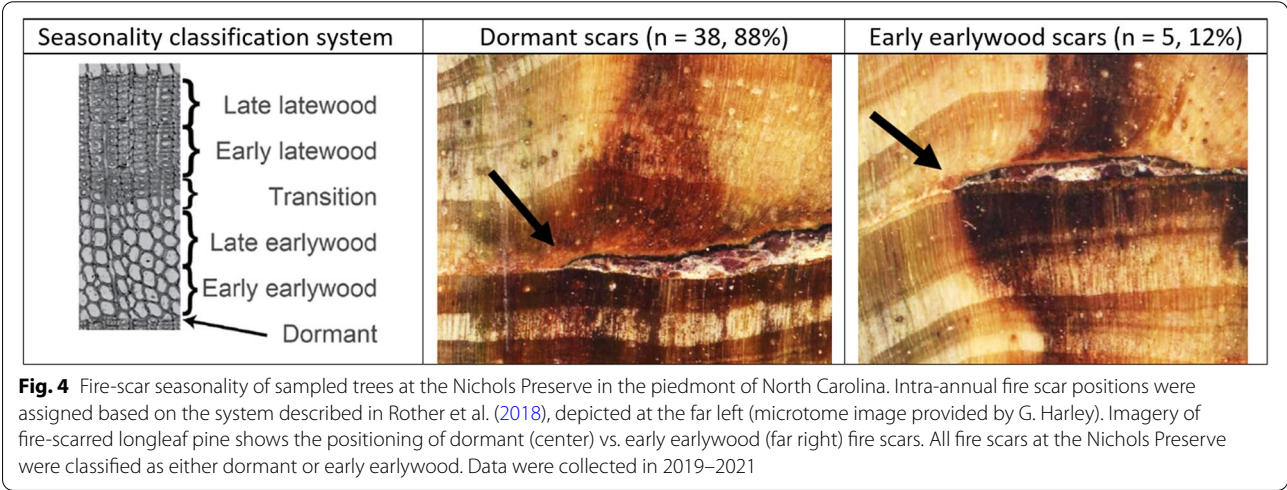 Seasonality classification system
Dormant scars (n = 38, 88%)
Early earlywood scars (n = 5, 12%)
Late latewood
Early latewood
Transition
Late earlywood
Early earlywood
Dormant
Fig. 4 Fire-scar seasonality of sampled trees at the Nichols Preserve in the piedmont of North Carolina. Intra-annual fire scar positions were
assigned based on the system described in Rother et al. (2018), depicted at the far left (microtome image provided by G. Harley). Imagery of
fire-scarred longleaf pine shows the positioning of dormant (center) vs. early earlywood (far right) fire scars. All fire scars at the Nichols Preserve
were classified as either dormant or early earlywood. Data were collected in 2019–2021